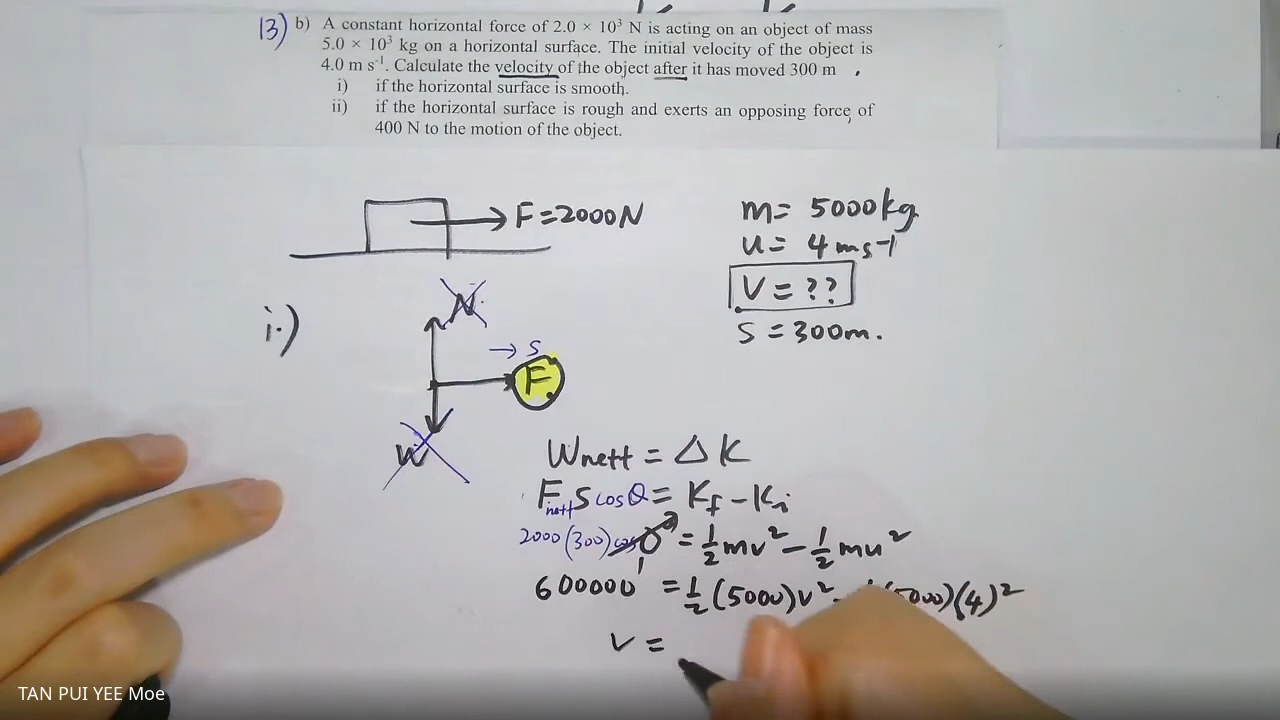 13) b) A constant horizontal force of 2.0 × 10³ N is acting on an object of mass
5.0 × 10³ kg on a horizontal surface. The initial velocity of the object is
4.0 m s⁻¹. Calculate the velocity of the object after it has moved 300 m
i) if the horizontal surface is smooth.
ii) if the horizontal surface is rough and exerts an opposing force of
400 N to the motion of the object.
F = 2000N
m = 5000kg
u = 4 ms⁻¹
V = ??
S = 300m.
i.)
N
→ S
F
W
Wnett = ΔK
Fnett S cos θ = Kf - Ki
2000 (300) cos 0 = ½mv² - ½mu²
1
600000 = ½ (5000)v² (4)²
V =
TAN PUI YEE Moe